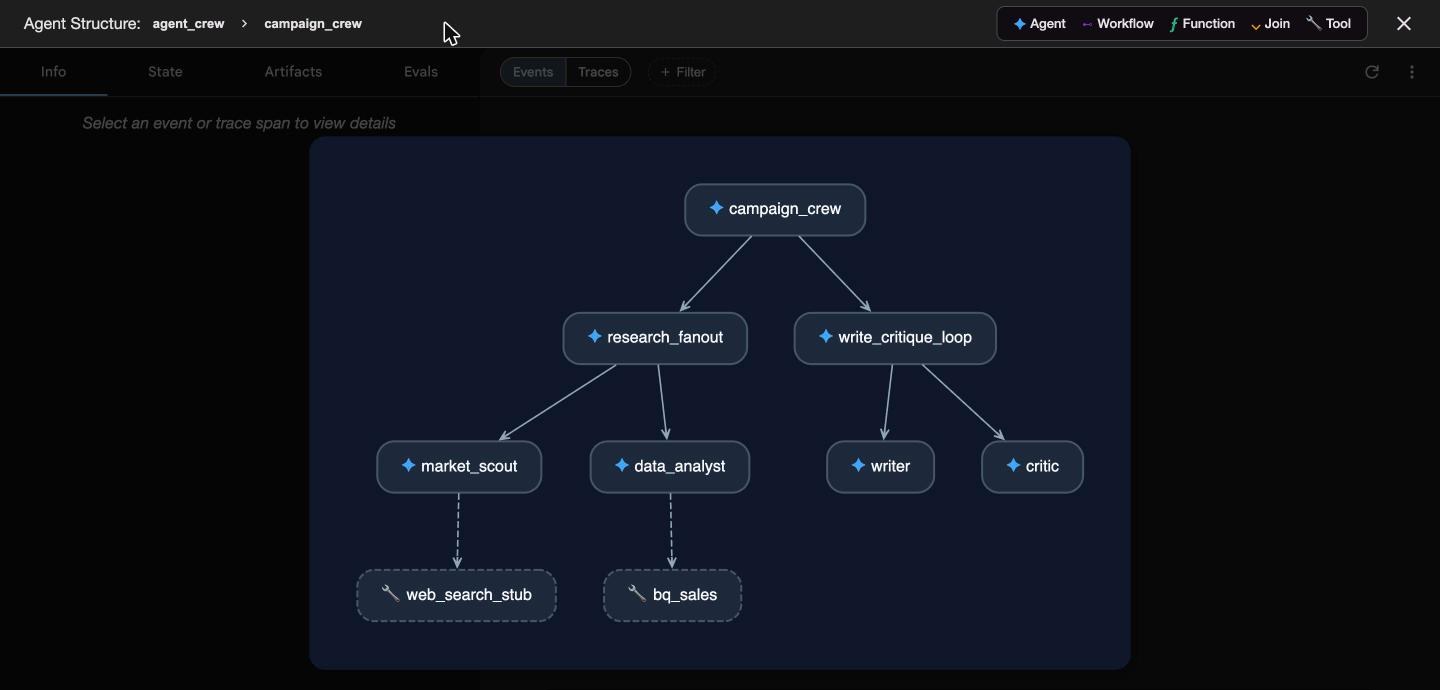 Agent Structure: agent_crew > campaign_crew
Agent Workflow Function Join Tool
Info State Artifacts Evals
Events Traces + Filter
Select an event or trace span to view details
campaign_crew
research_fanout
write_critique_loop
market_scout
data_analyst
writer
critic
web_search_stub
bq_sales